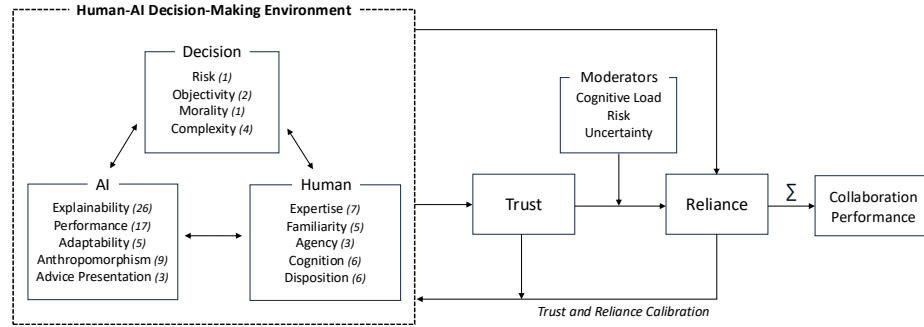 Human-AI Decision-Making Environment
Decision
Risk (1)
Objectivity (2)
Morality (1)
Complexity (4)
AI
Explainability (26)
Performance (17)
Adaptability (5)
Anthropomorphism (9)
Advice Presentation (3)
Human
Expertise (7)
Familiarity (5)
Agency (3)
Cognition (6)
Disposition (6)
Trust
Moderators
Cognitive Load
Risk
Uncertainty
Reliance
∑
Collaboration
Performance
Trust and Reliance Calibration